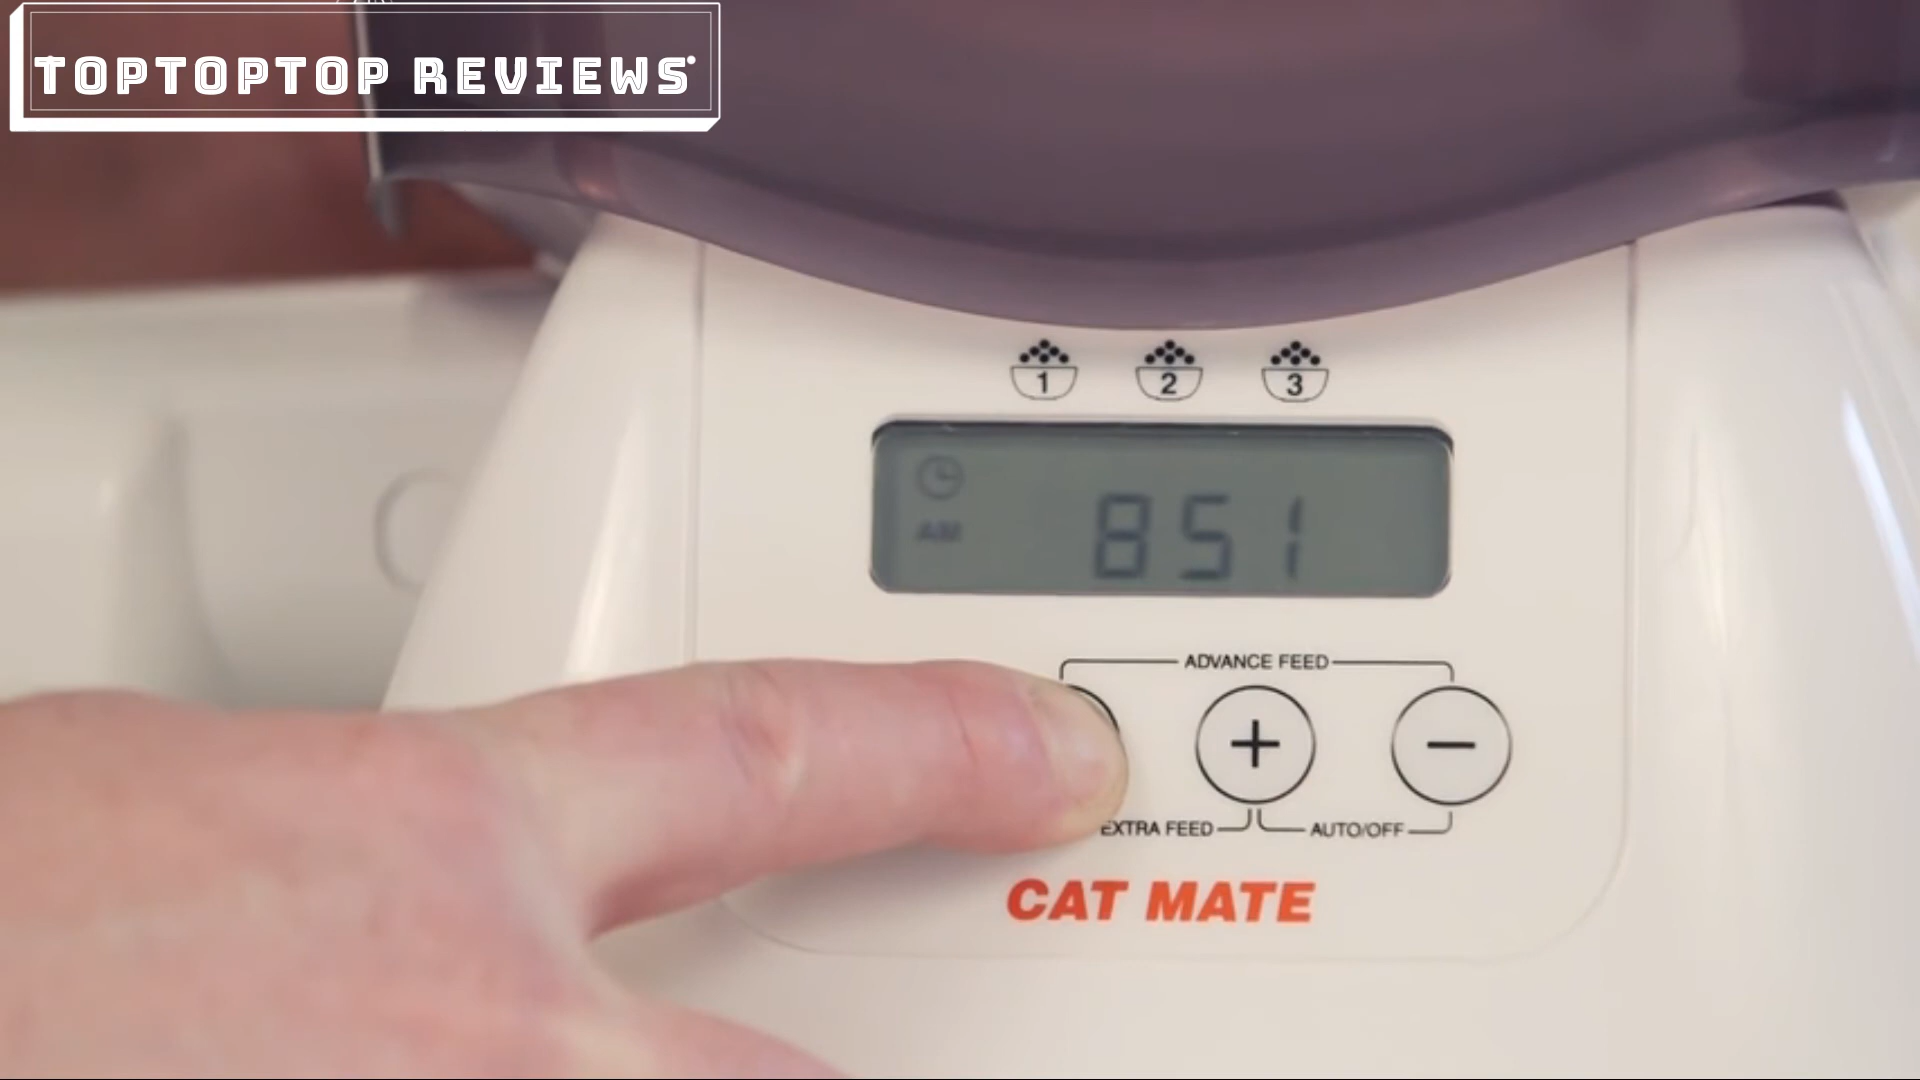 TOPTOPTOP REVIEWS
1 2 3
AM 851
ADVANCE FEED
+ −
EXTRA FEED AUTO/OFF
CAT MATE